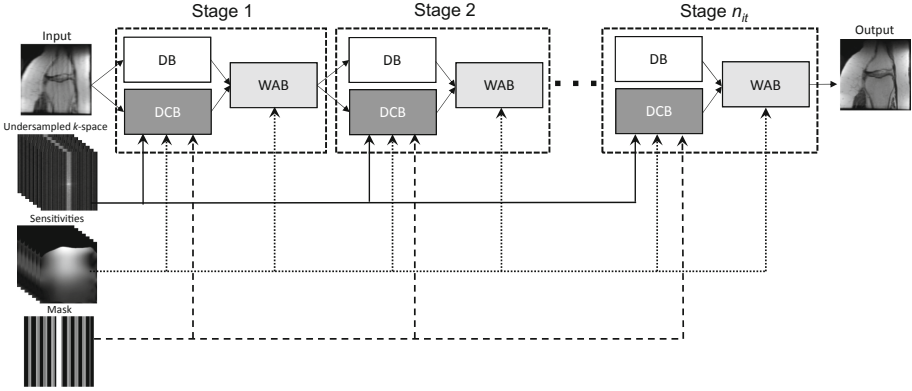 Stage 1
Stage 2
Stage n_it
Input
Output
DB
DCB
WAB
DB
DCB
WAB
DB
DCB
WAB
Undersampled k-space
Sensitivities
Mask